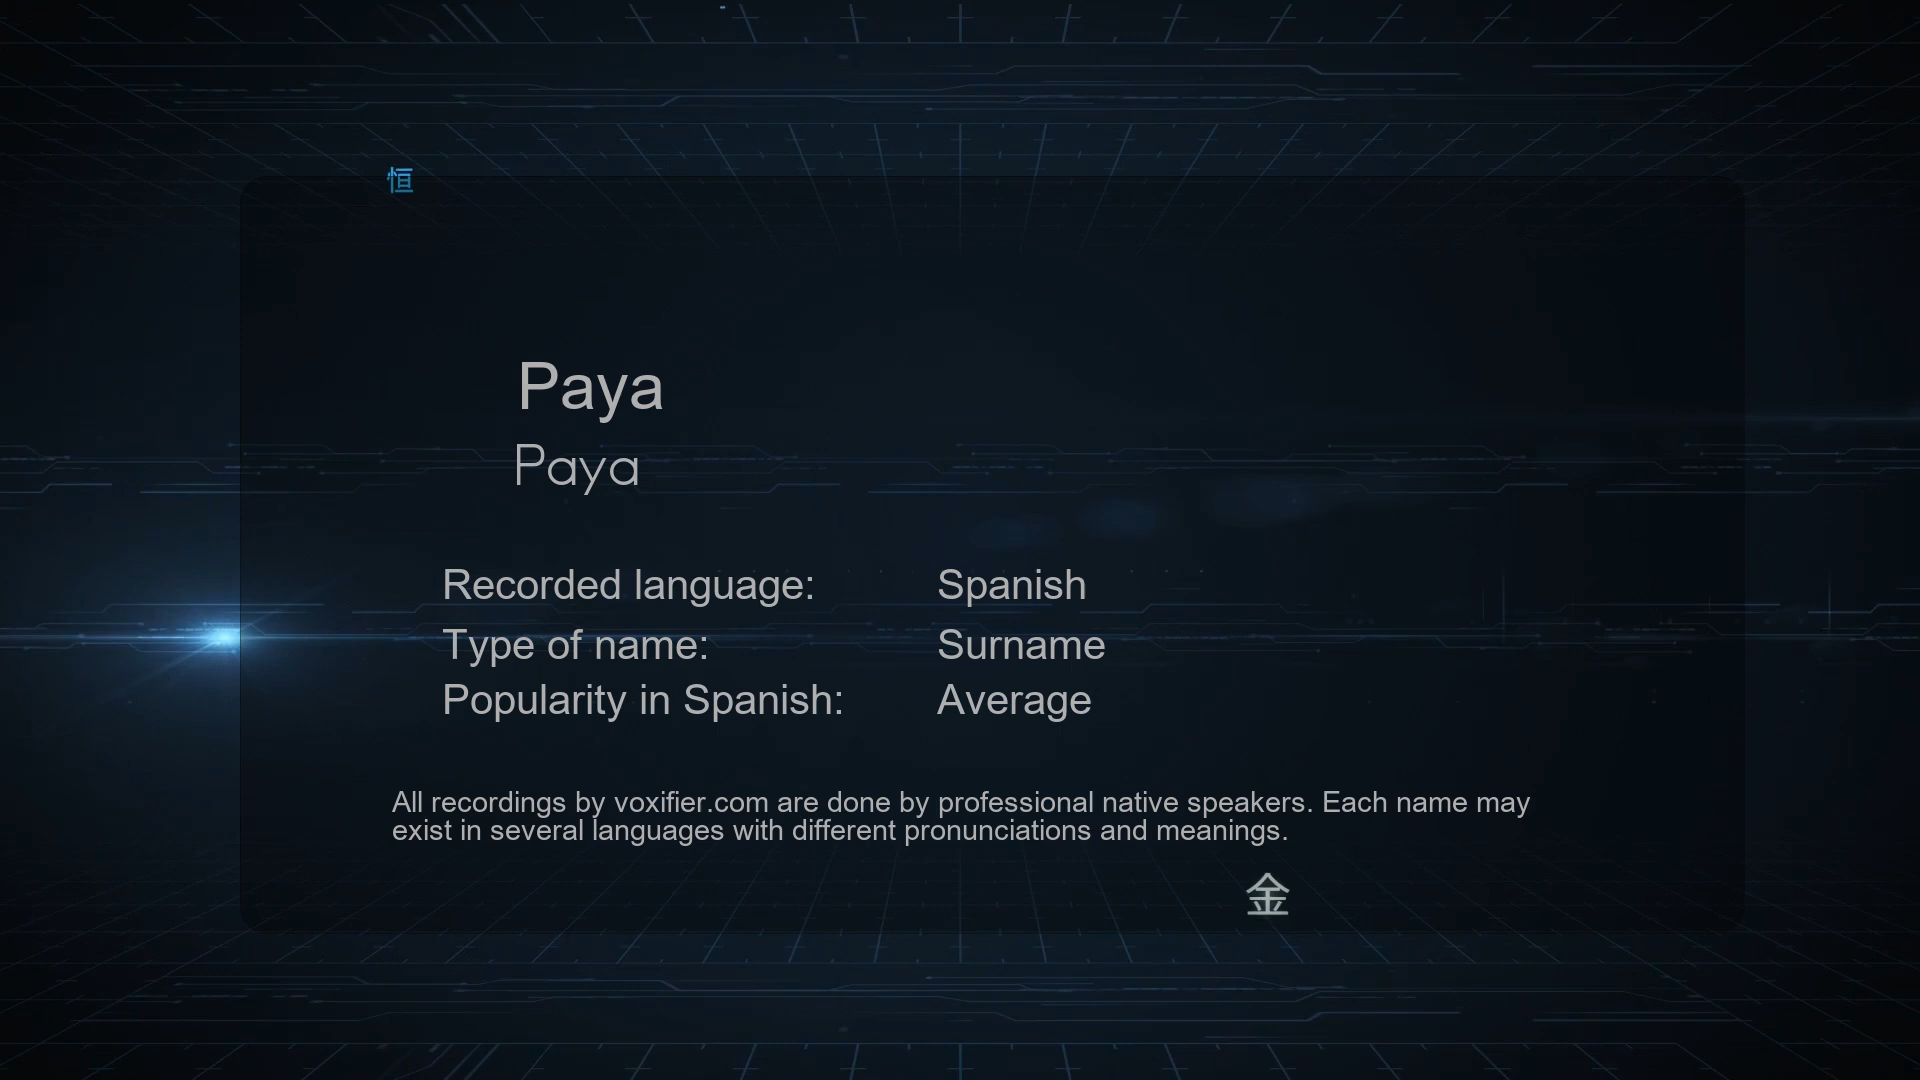 恒
Paya
Paya
Recorded language: Spanish
Type of name: Surname
Popularity in Spanish: Average
All recordings by voxifier.com are done by professional native speakers. Each name may
exist in several languages with different pronunciations and meanings.
金